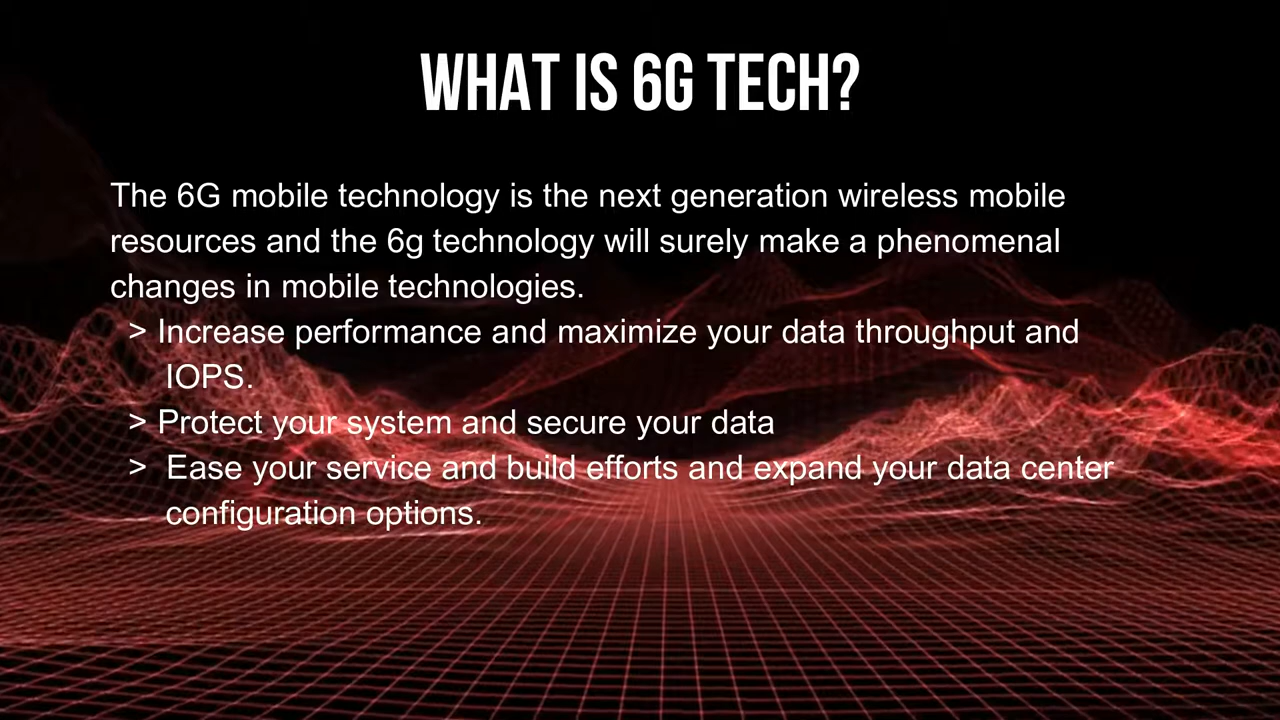 WHAT IS 6G TECH?
The 6G mobile technology is the next generation wireless mobile
resources and the 6g technology will surely make a phenomenal
changes in mobile technologies.
> Increase performance and maximize your data throughput and
IOPS.
> Protect your system and secure your data
> Ease your service and build efforts and expand your data center
configuration options.